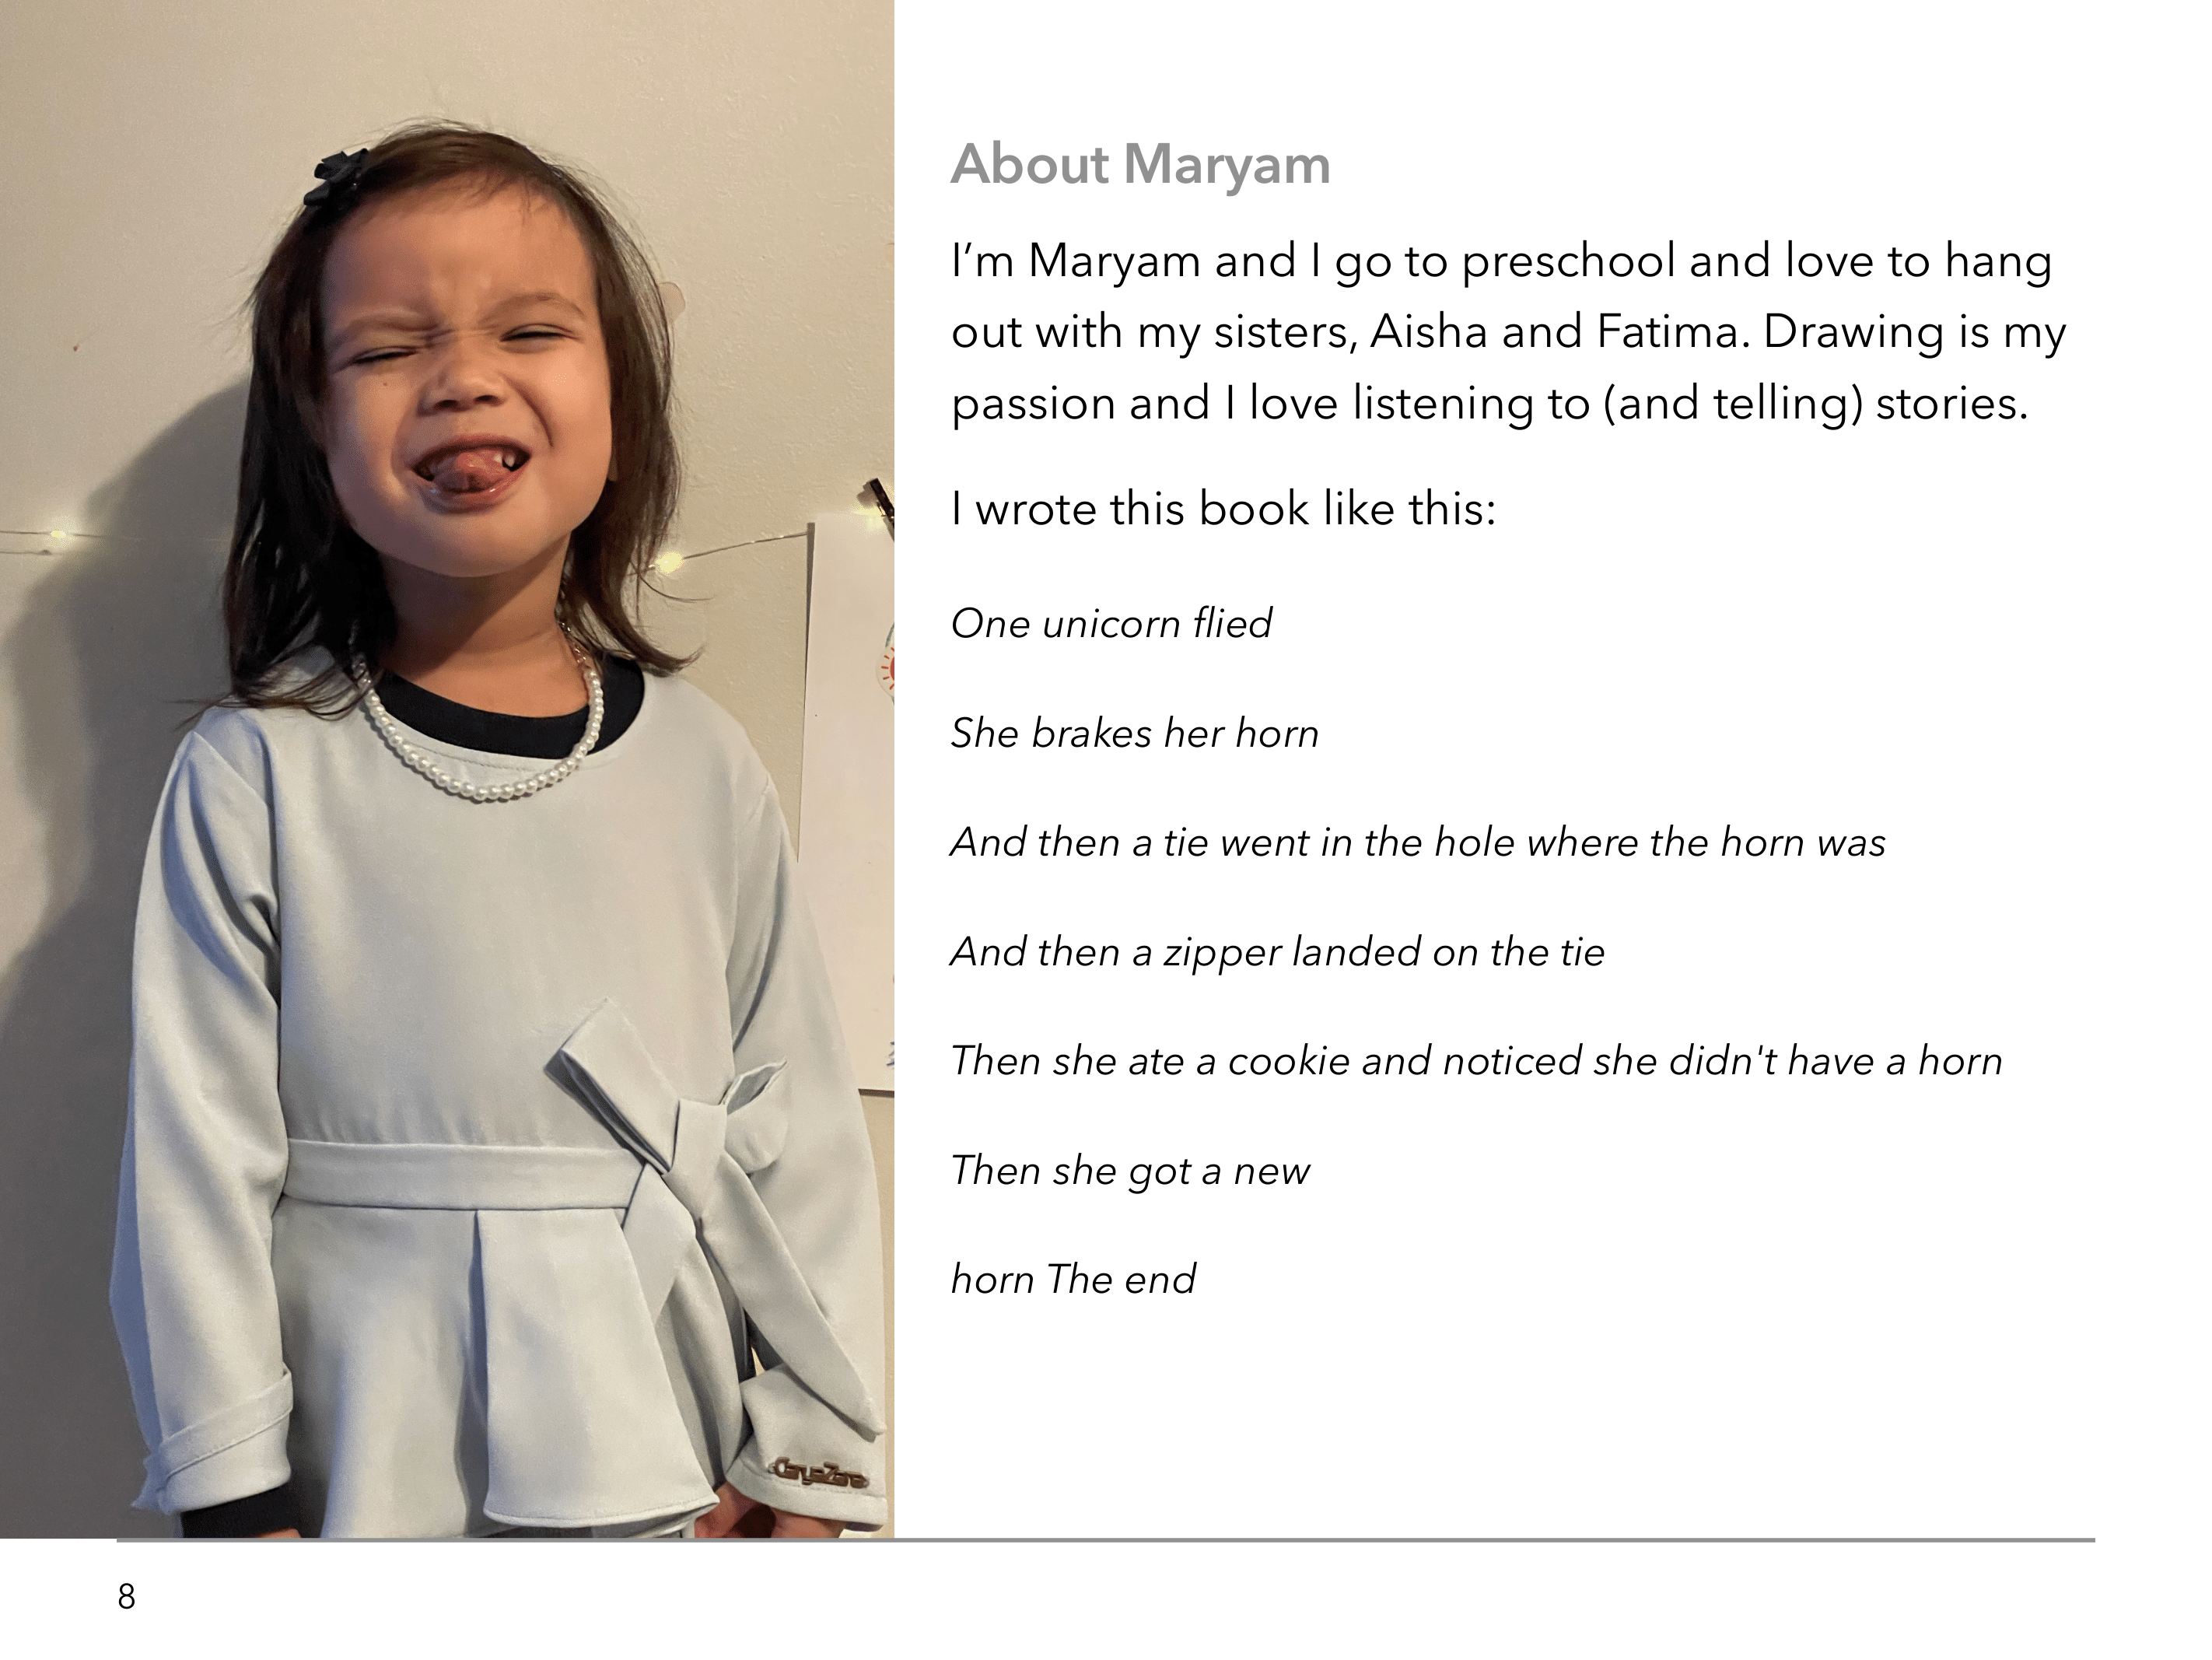 About Maryam
I’m Maryam and I go to preschool and love to hang
out with my sisters, Aisha and Fatima. Drawing is my
passion and I love listening to (and telling) stories.
I wrote this book like this:
One unicorn flied
She brakes her horn
And then a tie went in the hole where the horn was
And then a zipper landed on the tie
Then she ate a cookie and noticed she didn't have a horn
Then she got a new
horn The end
8